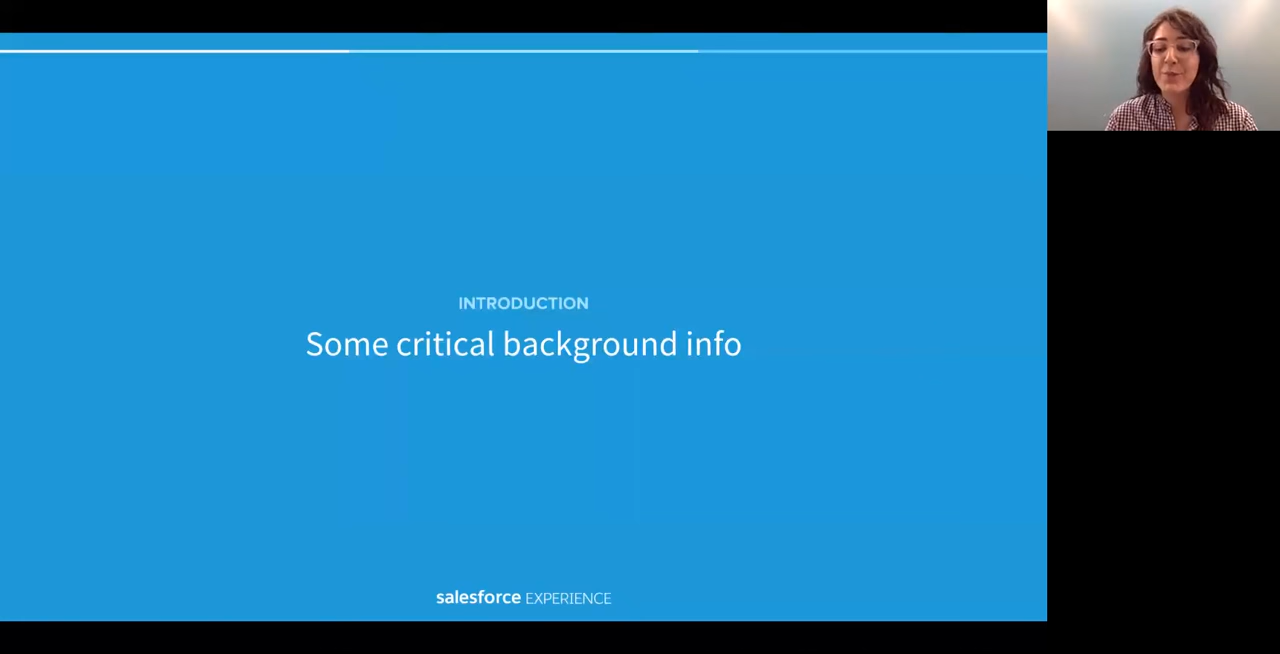 INTRODUCTION
Some critical background info
salesforce EXPERIENCE